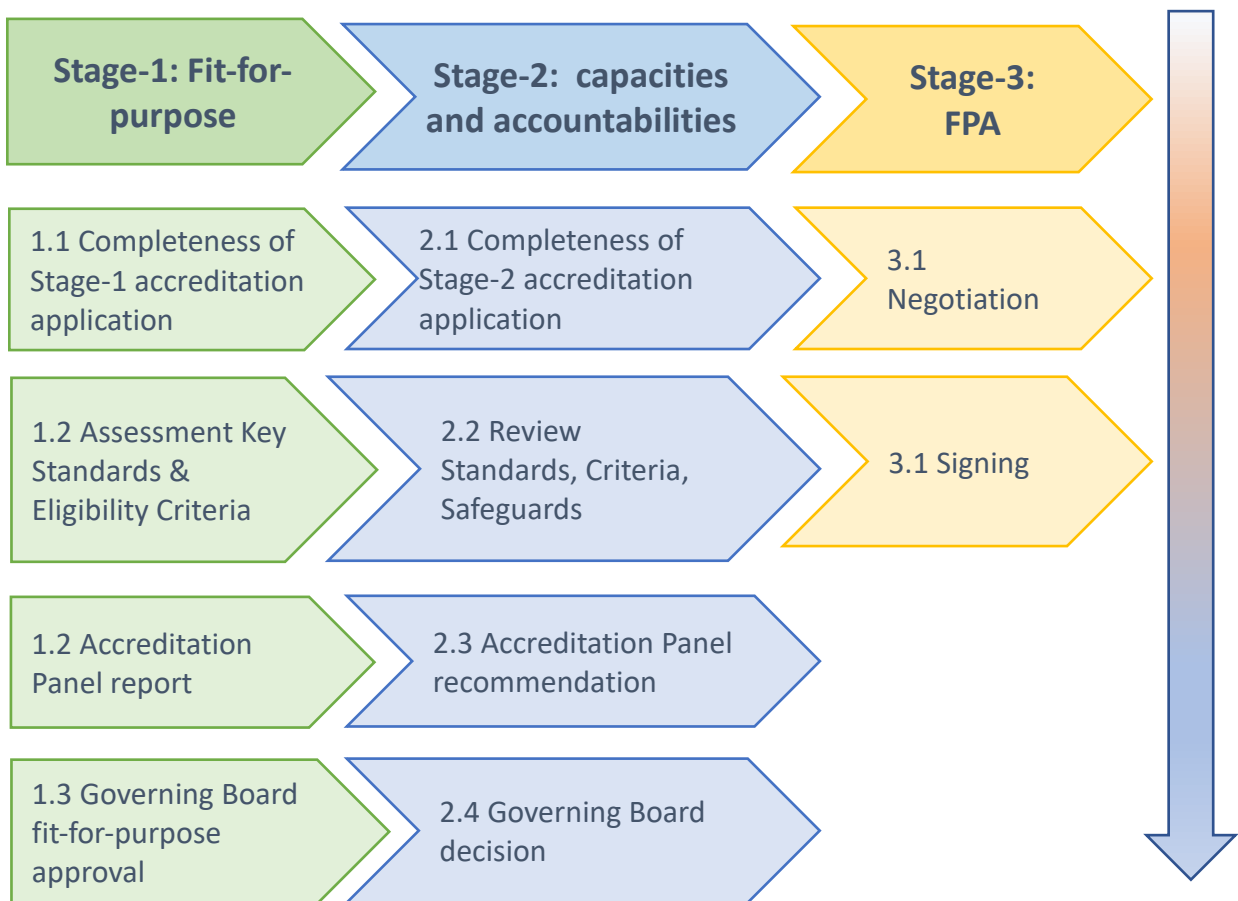 Stage-1: Fit-for-
purpose
Stage-2: capacities
and accountabilities
Stage-3:
FPA
1.1 Completeness of
Stage-1 accreditation
application
2.1 Completeness of
Stage-2 accreditation
application
3.1
Negotiation
1.2 Assessment Key
Standards &
Eligibility Criteria
2.2 Review
Standards, Criteria,
Safeguards
3.1 Signing
1.2 Accreditation
Panel report
2.3 Accreditation Panel
recommendation
1.3 Governing Board
fit-for-purpose
approval
2.4 Governing Board
decision